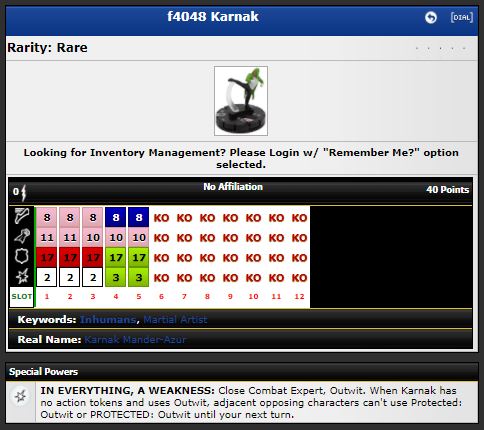 f4048 Karnak
[DIAL]
Rarity: Rare
Looking for Inventory Management? Please Login w/ "Remember Me?" option
selected.
0 No Affiliation 40 Points
8 8 8 8 8 KO KO KO KO KO KO KO
11 11 11 10 10 KO KO KO KO KO KO KO
17 17 17 17 17 KO KO KO KO KO KO KO
2 2 2 3 3 KO KO KO KO KO KO KO
SLOT 1 2 3 4 5 6 7 8 9 10 11 12
Keywords: Inhumans, Martial Artist
Real Name: Karnak Mander-Azur
Special Powers
IN EVERYTHING, A WEAKNESS: Close Combat Expert, Outwit. When Karnak has
no action tokens and uses Outwit, adjacent opposing characters can't use Protected:
Outwit or PROTECTED: Outwit until your next turn.